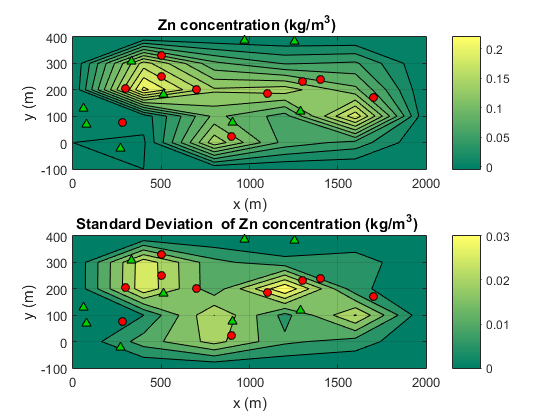 Zn concentration (kg/m³)
400
300
200
100
0
-100
y (m)
0 500 1000 1500 2000
x (m)
0.2
0.15
0.1
0.05
0
Standard Deviation of Zn concentration (kg/m³)
400
300
200
100
0
-100
y (m)
0 500 1000 1500 2000
x (m)
0.03
0.02
0.01
0